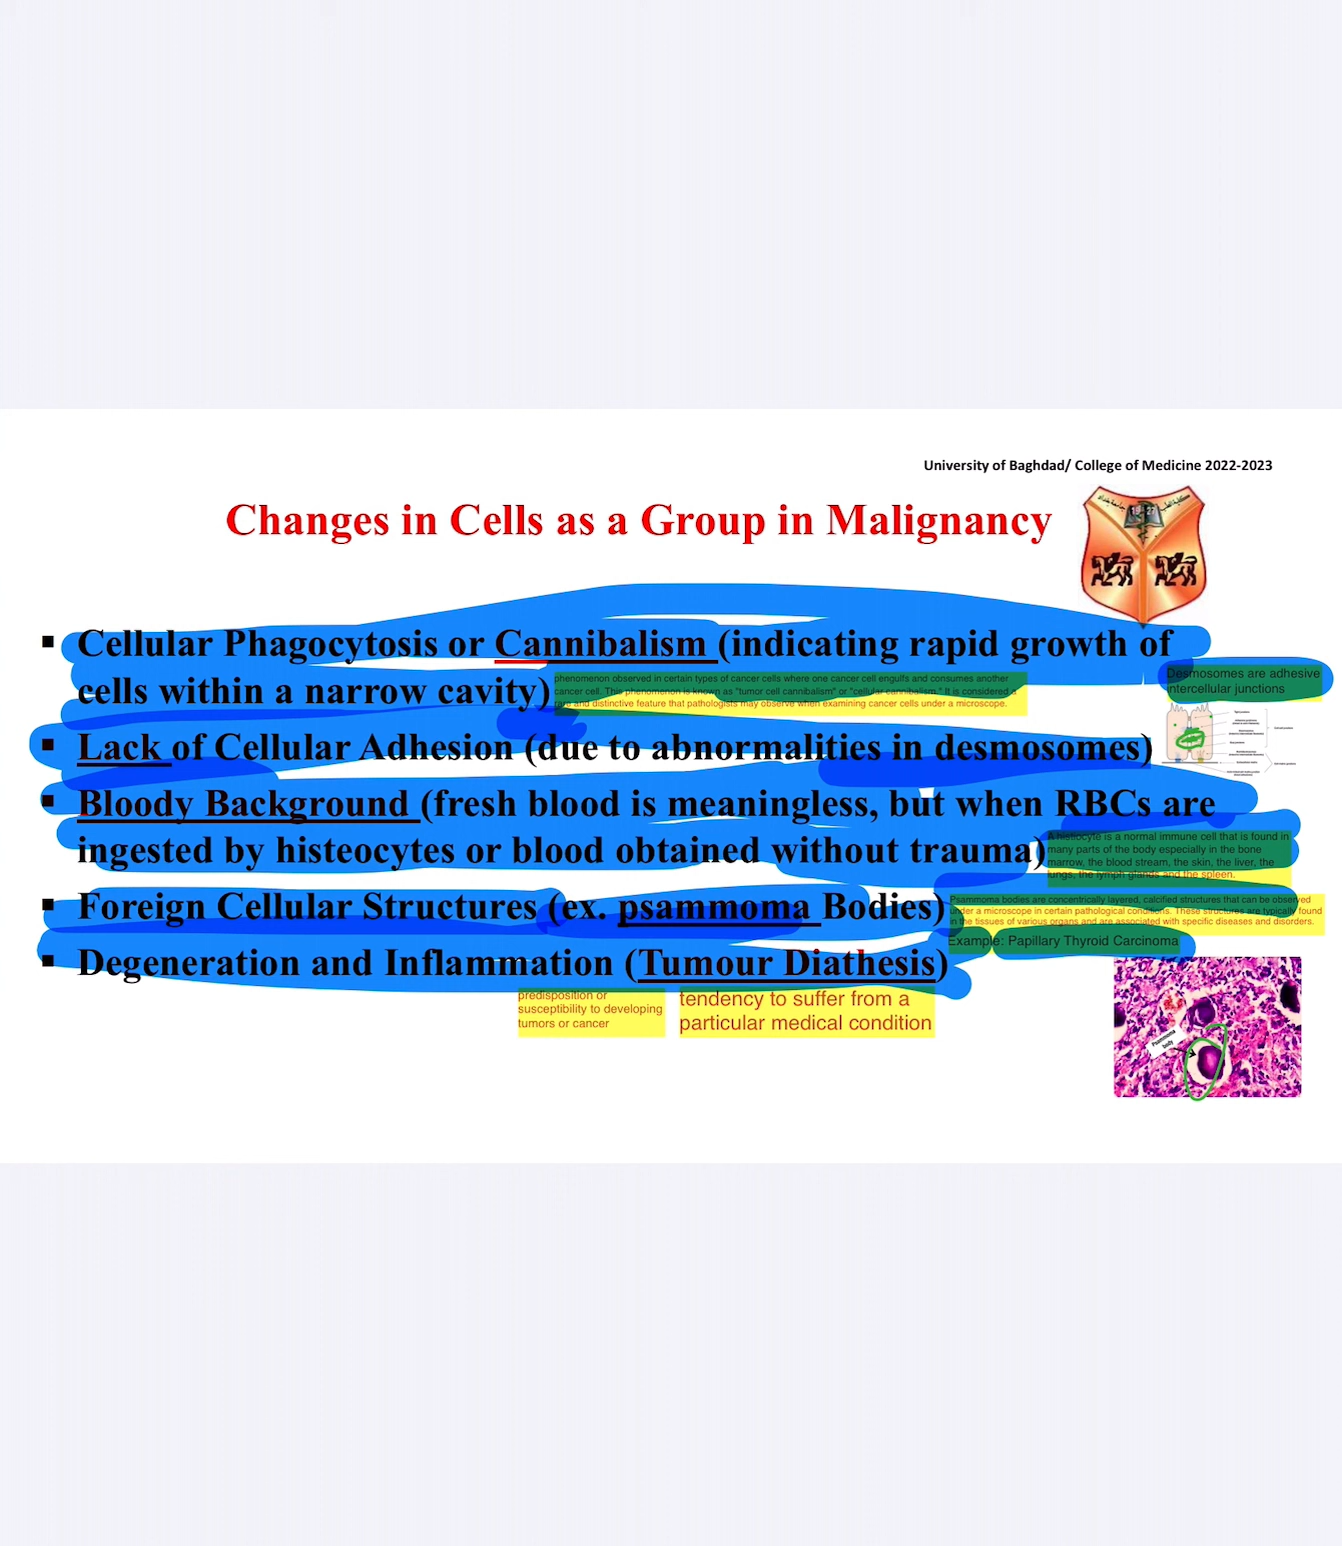 University of Baghdad/ College of Medicine 2022-2023
Changes in Cells as a Group in Malignancy
▪ Cellular Phagocytosis or Cannibalism (indicating rapid growth of
cells within a narrow cavity)
phenomenon observed in certain types of cancer cells where one cancer cell engulfs and consumes another
cancer cell. This phenomenon is known as "tumor cell cannibalism" or "cellular cannibalism." It is considered a
rare and distinctive feature that pathologists may observe when examining cancer cells under a microscope.
Desmosomes are adhesive
intercellular junctions
▪ Lack of Cellular Adhesion (due to abnormalities in desmosomes)
▪ Bloody Background (fresh blood is meaningless, but when RBCs are
ingested by histeocytes or blood obtained without trauma)
A histiocyte is a normal immune cell that is found in
many parts of the body especially in the bone
marrow, the blood stream, the skin, the liver, the
lungs, the lymph glands and the spleen.
▪ Foreign Cellular Structures (ex. psammoma Bodies)
Psammoma bodies are concentrically layered, calcified structures that can be observed
under a microscope in certain pathological conditions. These structures are typically found
in the tissues of various organs and are associated with specific diseases and disorders.
Example: Papillary Thyroid Carcinoma
▪ Degeneration and Inflammation (Tumour Diathesis)
predisposition or
susceptibility to developing
tumors or cancer
tendency to suffer from a
particular medical condition
Psammoma
body